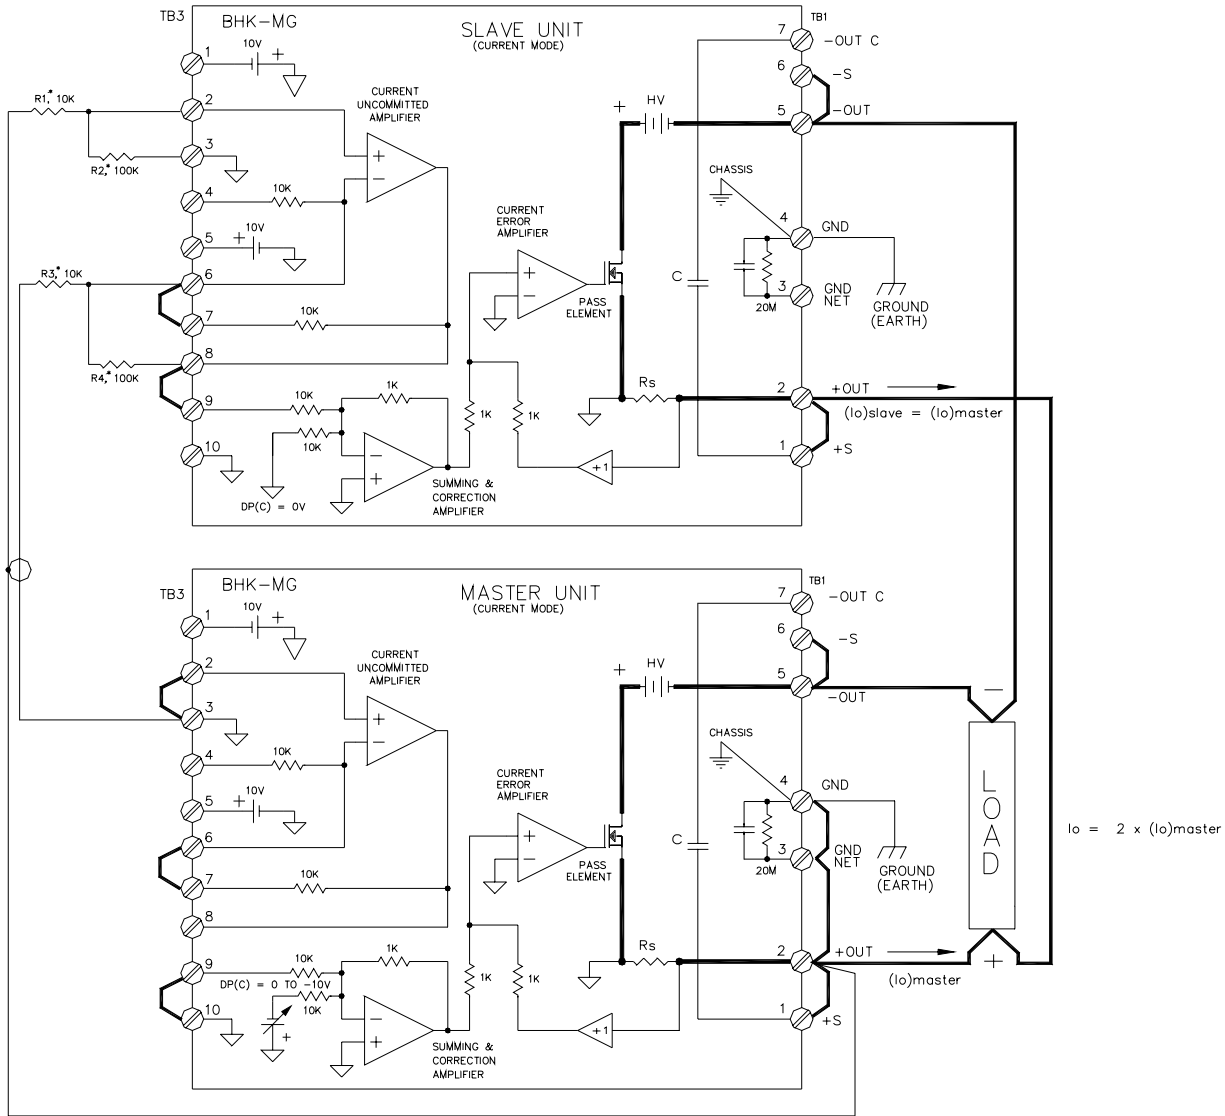 TB3
BHK-MG
SLAVE UNIT
(CURRENT MODE)
TB1
1
10V
+
7
-OUT C
6
-S
5
-OUT
R1,* 10K
2
R2,* 100K
3
CURRENT
UNCOMMITTED
AMPLIFIER
+
-
+
HV
4
10K
CHASSIS
5
+
10V
CURRENT
ERROR
AMPLIFIER
4
GND
R3,* 10K
6
7
10K
+
-
PASS
ELEMENT
C
3
GND
NET
20M
GROUND
(EARTH)
8
R4,* 100K
9
10K
1K
10K
1K
1K
Rs
2
+OUT
(Io)slave = (Io)master
10
-
+
+1
1
+S
DP(C) = 0V
SUMMING &
CORRECTION
AMPLIFIER
TB3
BHK-MG
MASTER UNIT
(CURRENT MODE)
TB1
1
10V
+
7
-OUT C
6
-S
5
-OUT
2
3
CURRENT
UNCOMMITTED
AMPLIFIER
+
-
+
HV
-
4
10K
CHASSIS
5
+
10V
CURRENT
ERROR
AMPLIFIER
4
GND
LOAD
Io = 2 x (Io)master
6
7
10K
+
-
PASS
ELEMENT
C
3
GND
NET
20M
GROUND
(EARTH)
8
9
10K
1K
DP(C) = 0 TO -10V
10K
1K
1K
Rs
2
+OUT
+
(Io)master
10
+
-
+
+1
1
+S
SUMMING &
CORRECTION
AMPLIFIER